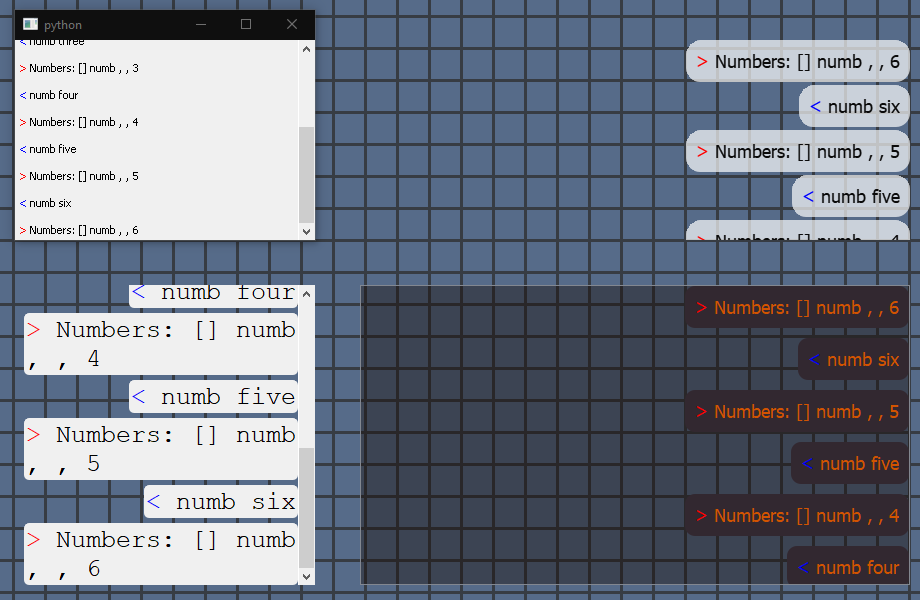 python
< numb three
> Numbers: [] numb , , 3
< numb four
> Numbers: [] numb , , 4
< numb five
> Numbers: [] numb , , 5
< numb six
> Numbers: [] numb , , 6
> Numbers: [] numb , , 6
< numb six
> Numbers: [] numb , , 5
< numb five
> Numbers: [] numb , , 4
< numb four
> Numbers: [] numb
, , 4
< numb five
> Numbers: [] numb
, , 5
< numb six
> Numbers: [] numb
, , 6
> Numbers: [] numb , , 6
< numb six
> Numbers: [] numb , , 5
< numb five
> Numbers: [] numb , , 4
< numb four